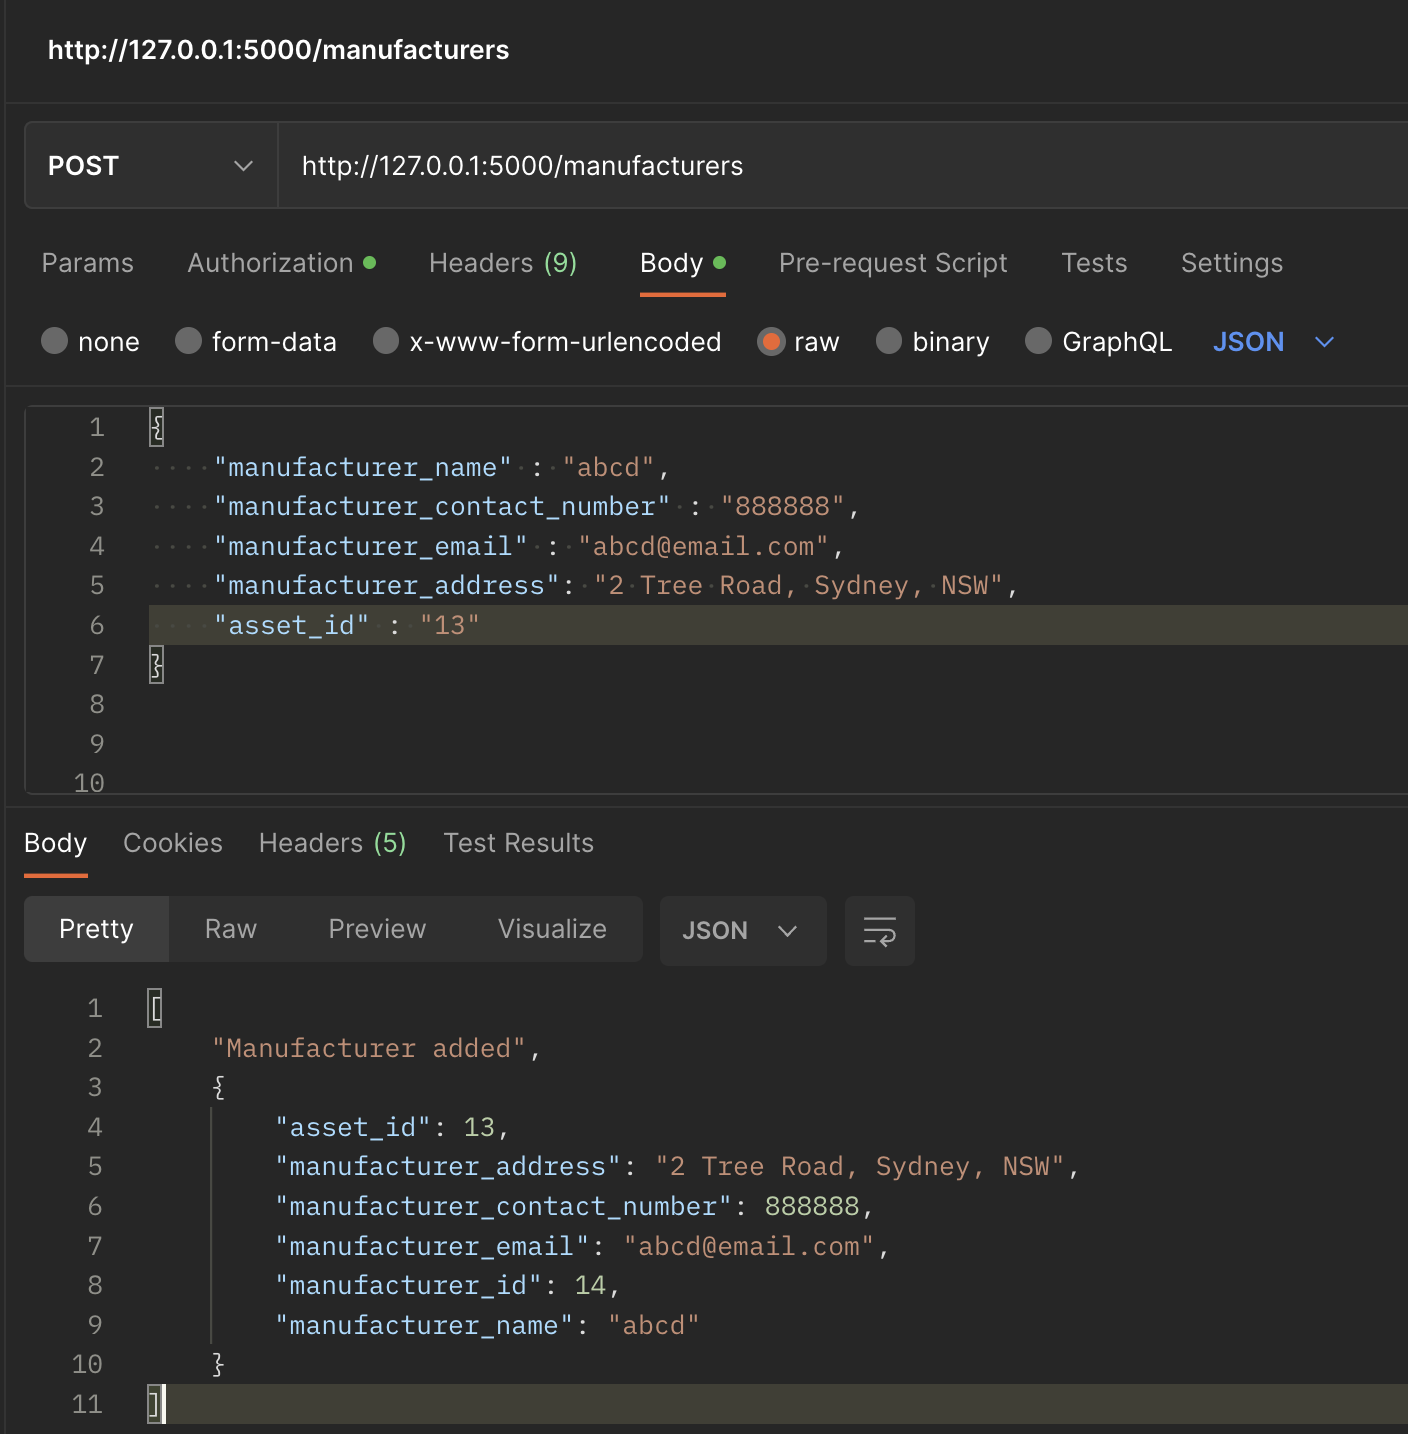 http://127.0.0.1:5000/manufacturers
POST http://127.0.0.1:5000/manufacturers
Params Authorization Headers (9) Body Pre-request Script Tests Settings
none form-data x-www-form-urlencoded raw binary GraphQL JSON
1 {
2 "manufacturer_name" : "abcd",
3 "manufacturer_contact_number" : "888888",
4 "manufacturer_email" : "abcd@email.com",
5 "manufacturer_address": "2 Tree Road, Sydney, NSW",
6 "asset_id" : "13"
7 }
8
9
10
Body Cookies Headers (5) Test Results
Pretty Raw Preview Visualize JSON
1 [
2 "Manufacturer added",
3 {
4 "asset_id": 13,
5 "manufacturer_address": "2 Tree Road, Sydney, NSW",
6 "manufacturer_contact_number": 888888,
7 "manufacturer_email": "abcd@email.com",
8 "manufacturer_id": 14,
9 "manufacturer_name": "abcd"
10 }
11 ]